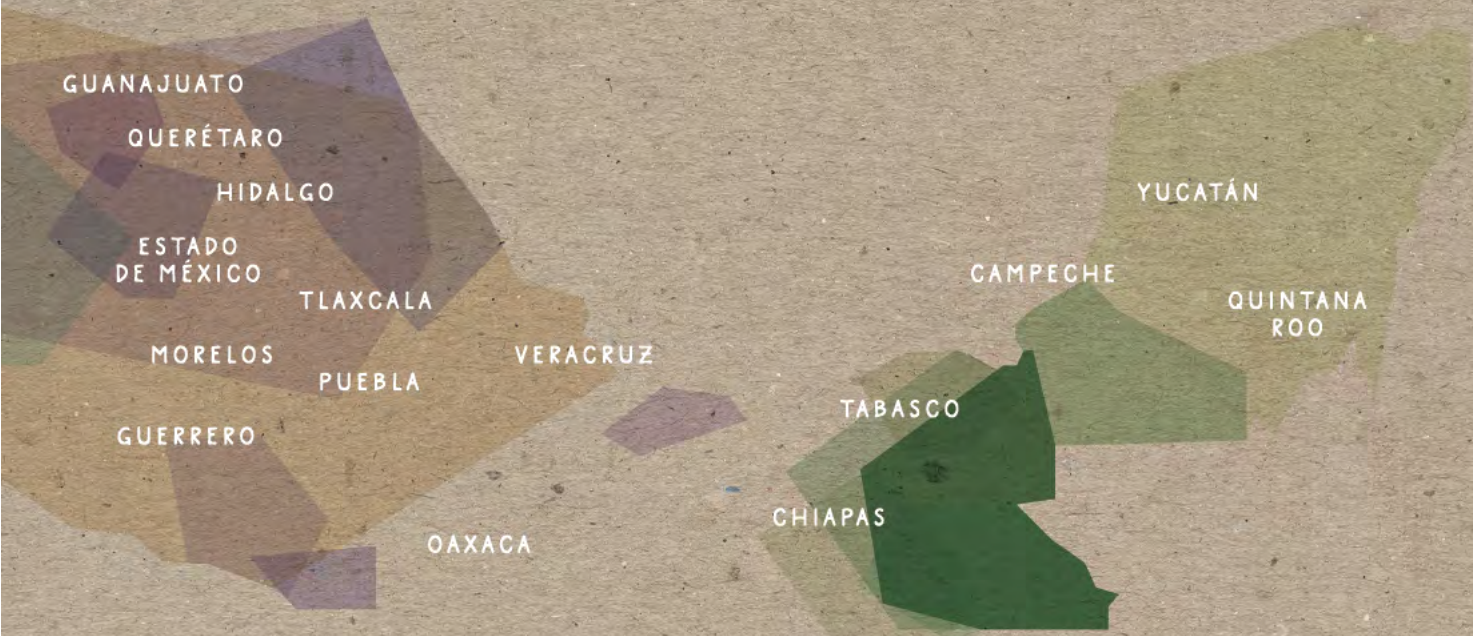 GUANAJUATO
QUERÉTARO
HIDALGO
YUCATÁN
ESTADO
DE MÉXICO
CAMPECHE
TLAXCALA
QUINTANA
ROO
MORELOS
VERACRUZ
PUEBLA
TABASCO
GUERRERO
CHIAPAS
OAXACA